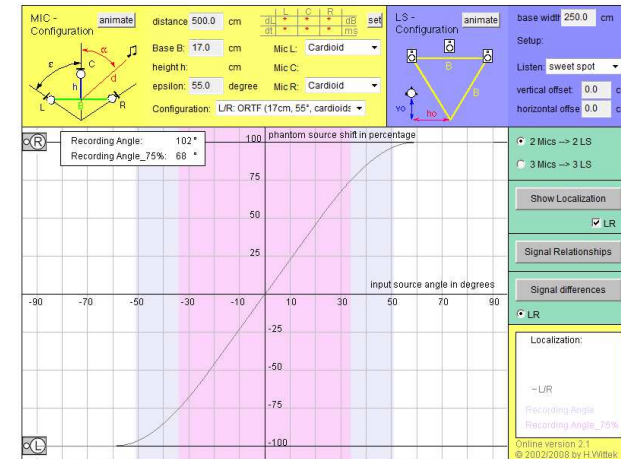 MIC -
Configuration
animate
distance 500.0 cm
L C R
dL * * * dB
dt * * * ms
set
Base B: 17.0 cm
Mic L: Cardioid
height h: cm
Mic C:
epsilon: 55.0 degree
Mic R: Cardioid
Configuration: L/R: ORTF (17cm, 55°, cardioids
ε α C h d L B R
LS -
Configuration
animate
B
B
vo
ho
base width 250.0 cm
Setup:
Listen: sweet spot
vertical offset: 0.0 c
horizontal offse 0.0 c
R
Recording Angle: 102 °
Recording Angle_75%: 68 °
phantom source shift in percentage
100
75
50
25
input source angle in degrees
-90 -70 -50 -30 -10 10 30 50 70 90
-25
-50
-75
-100
L
2 Mics --> 2 LS
3 Mics --> 3 LS
Show Localization
LR
Signal Relationships
Signal differences
LR
Localization:
- L/R
Recording Angle
Recording Angle_75%
Online version 2.1
© 2002/2008 by H.Wittek